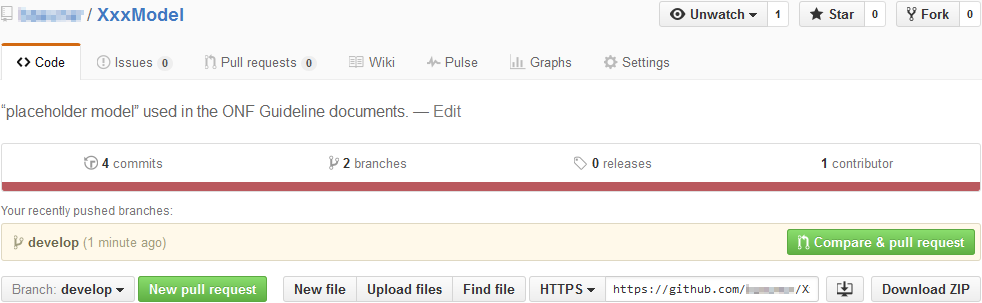 / XxxModel Unwatch 1 Star 0 Fork 0
Code Issues 0 Pull requests 0 Wiki Pulse Graphs Settings
“placeholder model” used in the ONF Guideline documents. — Edit
4 commits 2 branches 0 releases 1 contributor
Your recently pushed branches:
develop (1 minute ago) Compare & pull request
Branch: develop New pull request New file Upload files Find file HTTPS https://github.com/ /X Download ZIP